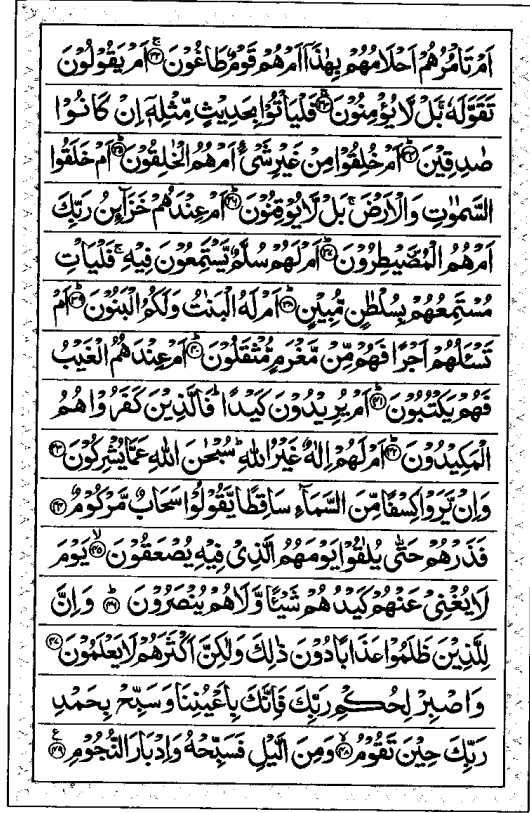 اَمْ تَاْمُرُهُمْ اَحْلَامُهُمْ بِهٰذَآ اَمْ هُمْ قَوْمٌ طَاغُوْنَ ﴿۳۲﴾ اَمْ يَقُوْلُوْنَ
تَقَوَّلَهٗ ۚ بَلْ لَّا يُؤْمِنُوْنَ ﴿۳۳﴾ فَلْيَاْتُوْا بِحَدِيْثٍ مِّثْلِهٖٓ اِنْ كَانُوْا
صٰدِقِيْنَ ﴿۳۴﴾ اَمْ خُلِقُوْا مِنْ غَيْرِ شَيْءٍ اَمْ هُمُ الْخٰلِقُوْنَ ﴿۳۵﴾ اَمْ خَلَقُوا
السَّمٰوٰتِ وَالْاَرْضَ ۚ بَلْ لَّا يُوْقِنُوْنَ ﴿۳۶﴾ اَمْ عِنْدَهُمْ خَزَآئِنُ رَبِّكَ
اَمْ هُمُ الْمُصَۜيْطِرُوْنَ ﴿۳۷﴾ اَمْ لَهُمْ سُلَّمٌ يَّسْتَمِعُوْنَ فِيْهِ ۚ فَلْيَاْتِ
مُسْتَمِعُهُمْ بِسُلْطٰنٍ مُّبِيْنٍ ﴿۳۸﴾ اَمْ لَهُ الْبَنٰتُ وَلَكُمُ الْبَنُوْنَ ﴿۳۹﴾ اَمْ
تَسْـَٔلُهُمْ اَجْرًا فَهُمْ مِّنْ مَّغْرَمٍ مُّثْقَلُوْنَ ﴿۴۰﴾ اَمْ عِنْدَهُمُ الْغَيْبُ
فَهُمْ يَكْتُبُوْنَ ﴿۴۱﴾ اَمْ يُرِيْدُوْنَ كَيْدًا ؕ فَالَّذِيْنَ كَفَرُوْا هُمُ
الْمَكِيْدُوْنَ ﴿۴۲﴾ اَمْ لَهُمْ اِلٰهٌ غَيْرُ اللّٰهِ ؕ سُبْحٰنَ اللّٰهِ عَمَّا يُشْرِكُوْنَ ﴿۴۳﴾
وَاِنْ يَّرَوْا كِسْفًا مِّنَ السَّمَآءِ سَاقِطًا يَّقُوْلُوْا سَحَابٌ مَّرْكُوْمٌ ﴿۴۴﴾
فَذَرْهُمْ حَتّٰى يُلٰقُوْا يَوْمَهُمُ الَّذِيْ فِيْهِ يُصْعَقُوْنَ ﴿۴۵﴾ يَوْمَ
لَا يُغْنِيْ عَنْهُمْ كَيْدُهُمْ شَيْـًٔا وَّلَا هُمْ يُنْصَرُوْنَ ﴿۴۶﴾ وَاِنَّ
لِلَّذِيْنَ ظَلَمُوْا عَذَابًا دُوْنَ ذٰلِكَ وَلٰكِنَّ اَكْثَرَهُمْ لَا يَعْلَمُوْنَ ﴿۴۷﴾
وَاصْبِرْ لِحُكْمِ رَبِّكَ فَاِنَّكَ بِاَعْيُنِنَا وَسَبِّحْ بِحَمْدِ
رَبِّكَ حِيْنَ تَقُوْمُ ﴿۴۸﴾ وَمِنَ الَّيْلِ فَسَبِّحْهُ وَاِدْبَارَ النُّجُوْمِ ﴿۴۹﴾